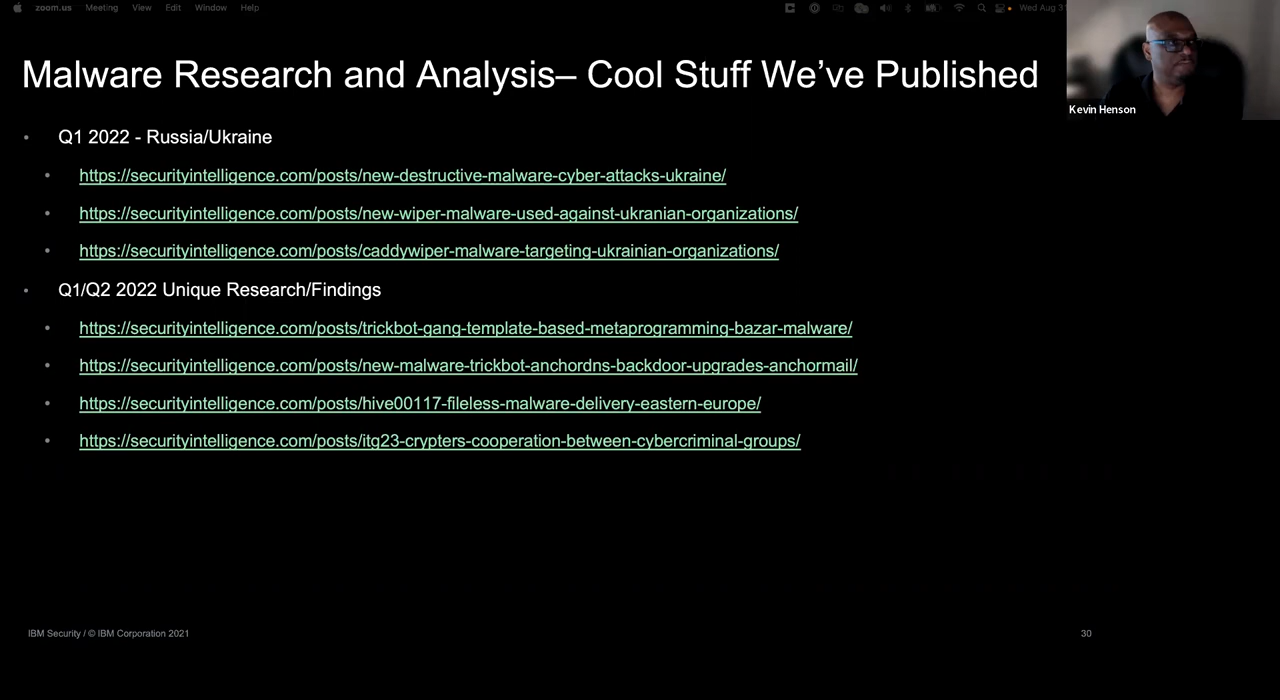 zoom.us Meeting View Edit Window Help Wed Aug 31
Malware Research and Analysis– Cool Stuff We’ve Published
Kevin Henson
• Q1 2022 - Russia/Ukraine
• https://securityintelligence.com/posts/new-destructive-malware-cyber-attacks-ukraine/
• https://securityintelligence.com/posts/new-wiper-malware-used-against-ukranian-organizations/
• https://securityintelligence.com/posts/caddywiper-malware-targeting-ukrainian-organizations/
• Q1/Q2 2022 Unique Research/Findings
• https://securityintelligence.com/posts/trickbot-gang-template-based-metaprogramming-bazar-malware/
• https://securityintelligence.com/posts/new-malware-trickbot-anchordns-backdoor-upgrades-anchormail/
• https://securityintelligence.com/posts/hive00117-fileless-malware-delivery-eastern-europe/
• https://securityintelligence.com/posts/itg23-crypters-cooperation-between-cybercriminal-groups/
IBM Security / © IBM Corporation 2021
30